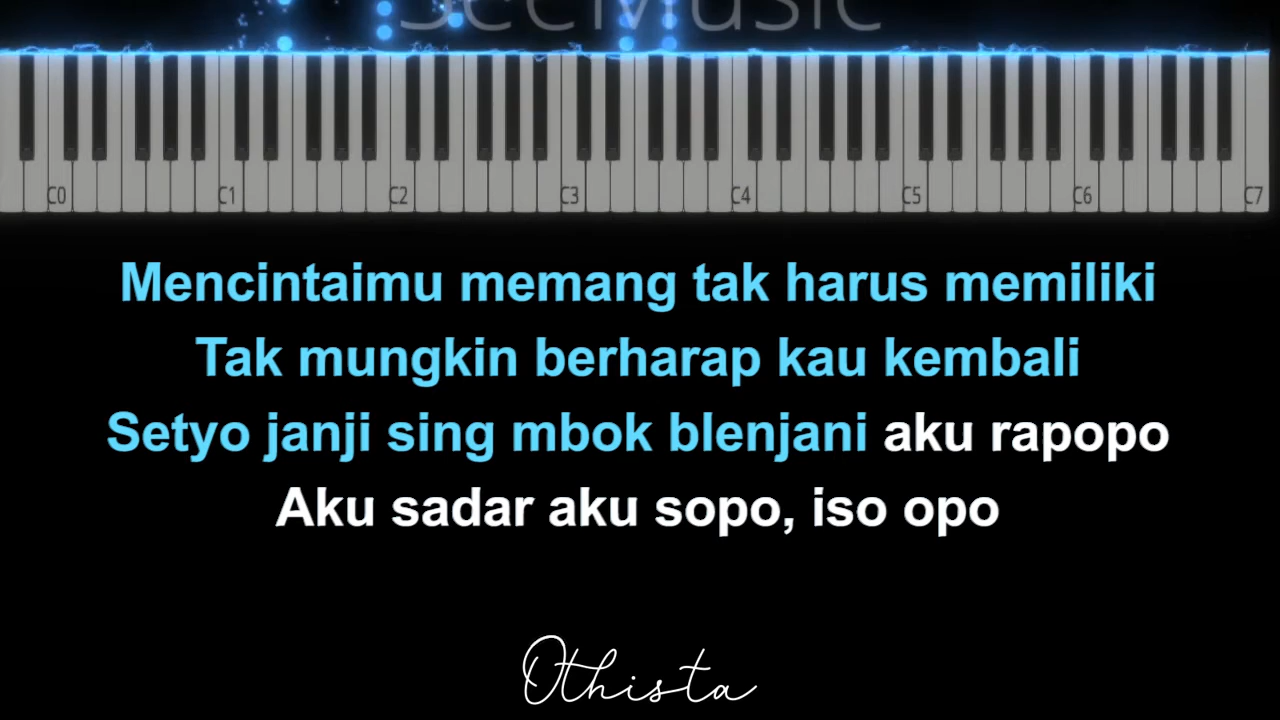 SeeMusic
C0 C1 C2 C3 C4 C5 C6 C7
Mencintaimu memang tak harus memiliki
Tak mungkin berharap kau kembali
Setyo janji sing mbok blenjani aku rapopo
Aku sadar aku sopo, iso opo
Othista